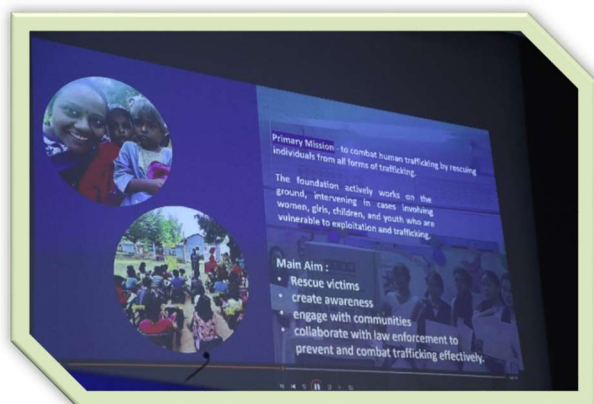 Primary Mission - to combat human trafficking by rescuing
individuals from all forms of trafficking.
The foundation actively works on the
ground, intervening in cases involving
women, girls, children, and youth who are
vulnerable to exploitation and trafficking.
Main Aim :
• Rescue victims
• create awareness
• engage with communities
• collaborate with law enforcement to
prevent and combat trafficking effectively.